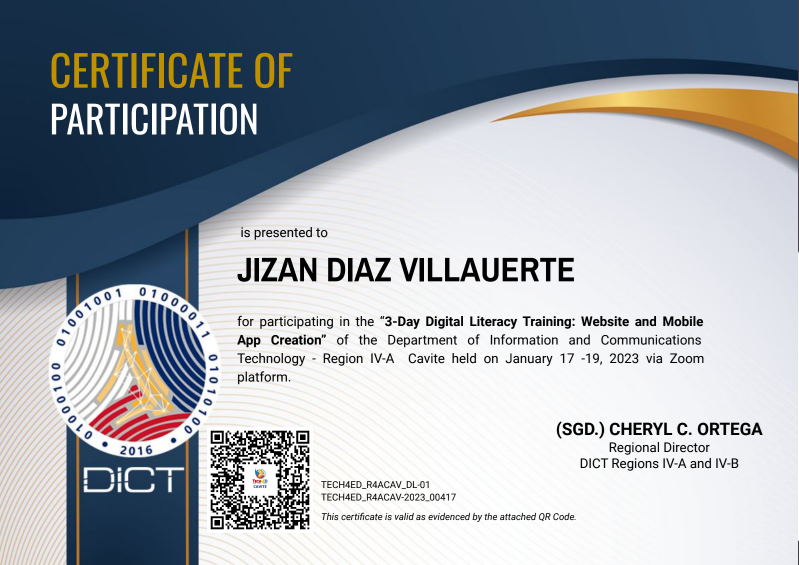 CERTIFICATE OF
PARTICIPATION
is presented to
JIZAN DIAZ VILLAUERTE
for participating in the “3-Day Digital Literacy Training: Website and Mobile
App Creation” of the Department of Information and Communications
Technology - Region IV-A Cavite held on January 17 -19, 2023 via Zoom
platform.
01000100 01001001 01000011 01010100
• 2016 •
DICT
(SGD.) CHERYL C. ORTEGA
Regional Director
DICT Regions IV-A and IV-B
Tech4ED
CAVITE
TECH4ED_R4ACAV_DL-01
TECH4ED_R4ACAV-2023_00417
This certificate is valid as evidenced by the attached QR Code.